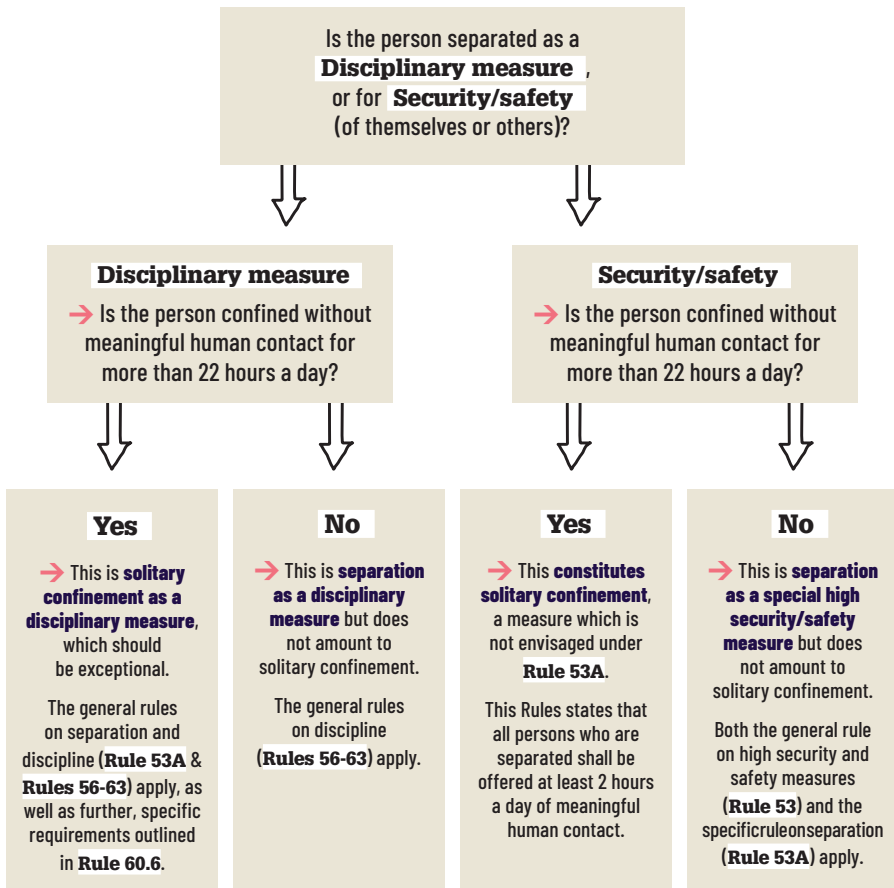 Is the person separated as a
Disciplinary measure ,
or for Security/safety
(of themselves or others)?
Disciplinary measure
→ Is the person confined without
meaningful human contact for
more than 22 hours a day?
Security/safety
→ Is the person confined without
meaningful human contact for
more than 22 hours a day?
Yes
→ This is solitary
confinement as a
disciplinary measure,
which should
be exceptional.
The general rules
on separation and
discipline (Rule 53A &
Rules 56-63) apply, as
well as further, specific
requirements outlined
in Rule 60.6.
No
→ This is separation
as a disciplinary
measure but does
not amount to
solitary confinement.
The general rules
on discipline
(Rules 56-63) apply.
Yes
→ This constitutes
solitary confinement,
a measure which is
not envisaged under
Rule 53A.
This Rules states that
all persons who are
separated shall be
offered at least 2 hours
a day of meaningful
human contact.
No
→ This is separation
as a special high
security/safety
measure but does
not amount to
solitary confinement.
Both the general rule
on high security and
safety measures
(Rule 53) and the
specificruleonseparation
(Rule 53A) apply.